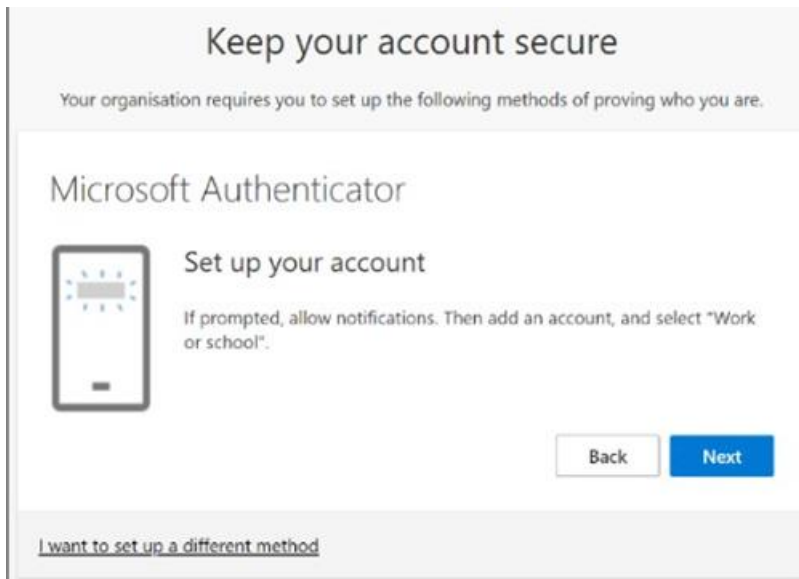 Keep your account secure
Your organisation requires you to set up the following methods of proving who you are.
Microsoft Authenticator
Set up your account
If prompted, allow notifications. Then add an account, and select "Work
or school".
Back
Next
I want to set up a different method